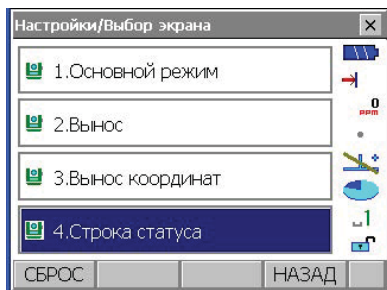 Настройки/Выбор экрана
1.Основной режим
0
PPM
2.Вынос
3.Вынос координат
4.Строка статуса
1
СБРОС НАЗАД